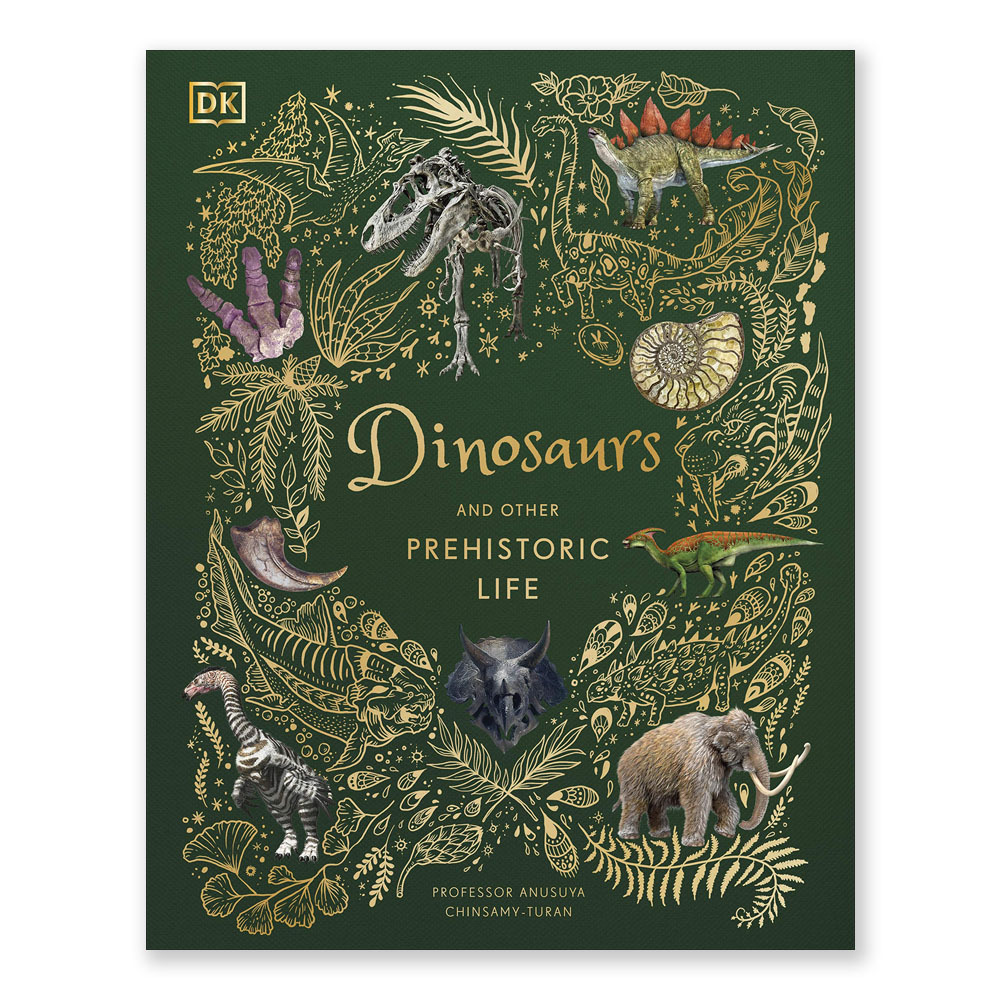 DK
Dinosaurs
AND OTHER
PREHISTORIC
LIFE
PROFESSOR ANUSUYA
CHINSAMY-TURAN